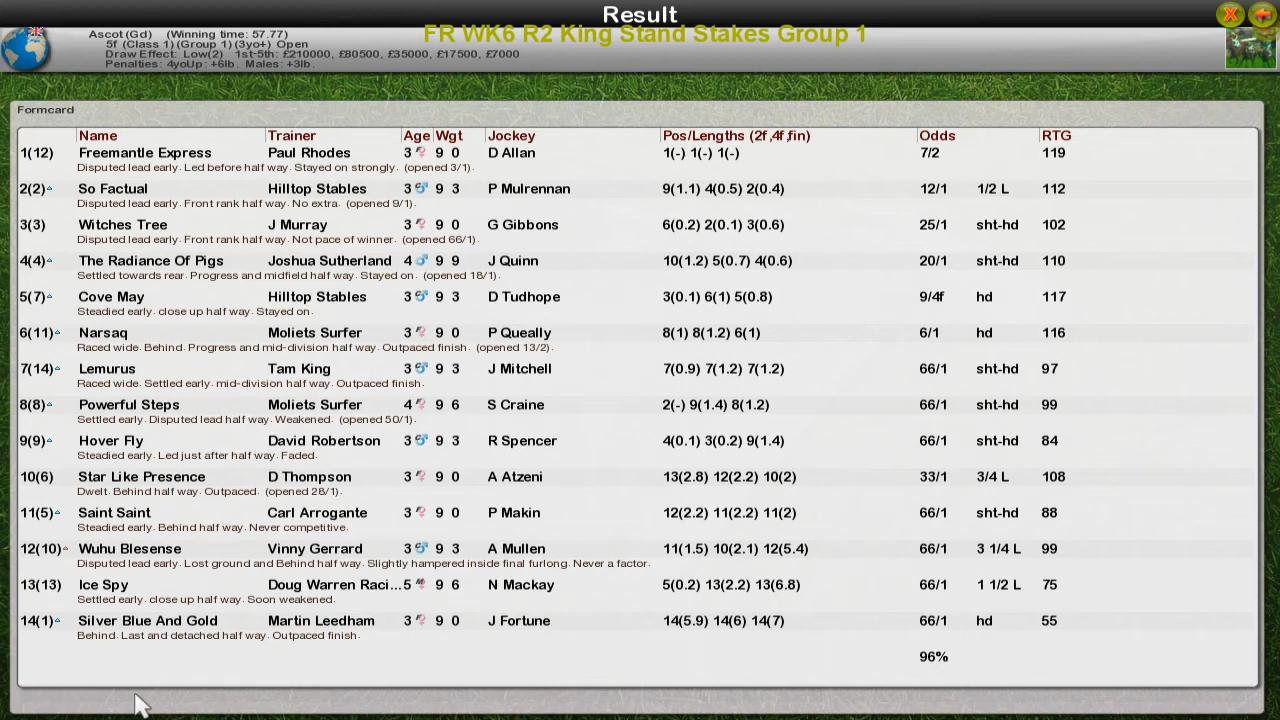 Result
FR WK6 R2 King Stand Stakes Group 1
Ascot (Gd) (Winning time: 57.77)
5f (Class 1) (Group 1) (3yo+) Open
Draw Effect: Low(2) 1st-5th: £210000, £80500, £35000, £17500, £7000
Penalties: 4yoUp: +6lb. Males: +3lb.
Formcard
Name Trainer Age Wgt Jockey Pos/Lengths (2f,4f,fin) Odds RTG
1(12) Freemantle Express Paul Rhodes 3 9 0 D Allan 1(-) 1(-) 1(-) 7/2 119
Disputed lead early. Led before half way. Stayed on strongly. (opened 3/1).
2(2) So Factual Hilltop Stables 3 9 3 P Mulrennan 9(1.1) 4(0.5) 2(0.4) 12/1 1/2 L 112
Disputed lead early. Front rank half way. No extra. (opened 9/1).
3(3) Witches Tree J Murray 3 9 0 G Gibbons 6(0.2) 2(0.1) 3(0.6) 25/1 sht-hd 102
Disputed lead early. Front rank half way. Not pace of winner. (opened 66/1).
4(4) The Radiance Of Pigs Joshua Sutherland 4 9 9 J Quinn 10(1.2) 5(0.7) 4(0.6) 20/1 sht-hd 110
Settled towards rear. Progress and midfield half way. Stayed on. (opened 18/1).
5(7) Cove May Hilltop Stables 3 9 3 D Tudhope 3(0.1) 6(1) 5(0.8) 9/4f hd 117
Steadied early. close up half way. Stayed on.
6(11) Narsaq Moliets Surfer 3 9 0 P Queally 8(1) 8(1.2) 6(1) 6/1 hd 116
Raced wide. Behind. Progress and mid-division half way. Outpaced finish. (opened 13/2).
7(14) Lemurus Tam King 3 9 3 J Mitchell 7(0.9) 7(1.2) 7(1.2) 66/1 sht-hd 97
Raced wide. Settled early. mid-division half way. Outpaced finish.
8(8) Powerful Steps Moliets Surfer 4 9 6 S Craine 2(-) 9(1.4) 8(1.2) 66/1 sht-hd 99
Settled early. Disputed lead half way. Weakened. (opened 50/1).
9(9) Hover Fly David Robertson 3 9 3 R Spencer 4(0.1) 3(0.2) 9(1.4) 66/1 sht-hd 84
Steadied early. Led just after half way. Faded.
10(6) Star Like Presence D Thompson 3 9 0 A Atzeni 13(2.8) 12(2.2) 10(2) 33/1 3/4 L 108
Dwelt. Behind half way. Outpaced. (opened 28/1).
11(5) Saint Saint Carl Arrogante 3 9 0 P Makin 12(2.2) 11(2.2) 11(2) 66/1 sht-hd 88
Steadied early. Behind half way. Never competitive.
12(10) Wuhu Blesense Vinny Gerrard 3 9 3 A Mullen 11(1.5) 10(2.1) 12(5.4) 66/1 3 1/4 L 99
Disputed lead early. Lost ground and Behind half way. Slightly hampered inside final furlong. Never a factor.
13(13) Ice Spy Doug Warren Raci... 5 9 6 N Mackay 5(0.2) 13(2.2) 13(6.8) 66/1 1 1/2 L 75
Settled early. close up half way. Soon weakened.
14(1) Silver Blue And Gold Martin Leedham 3 9 0 J Fortune 14(5.9) 14(6) 14(7) 66/1 hd 55
Behind. Last and detached half way. Outpaced finish.
96%